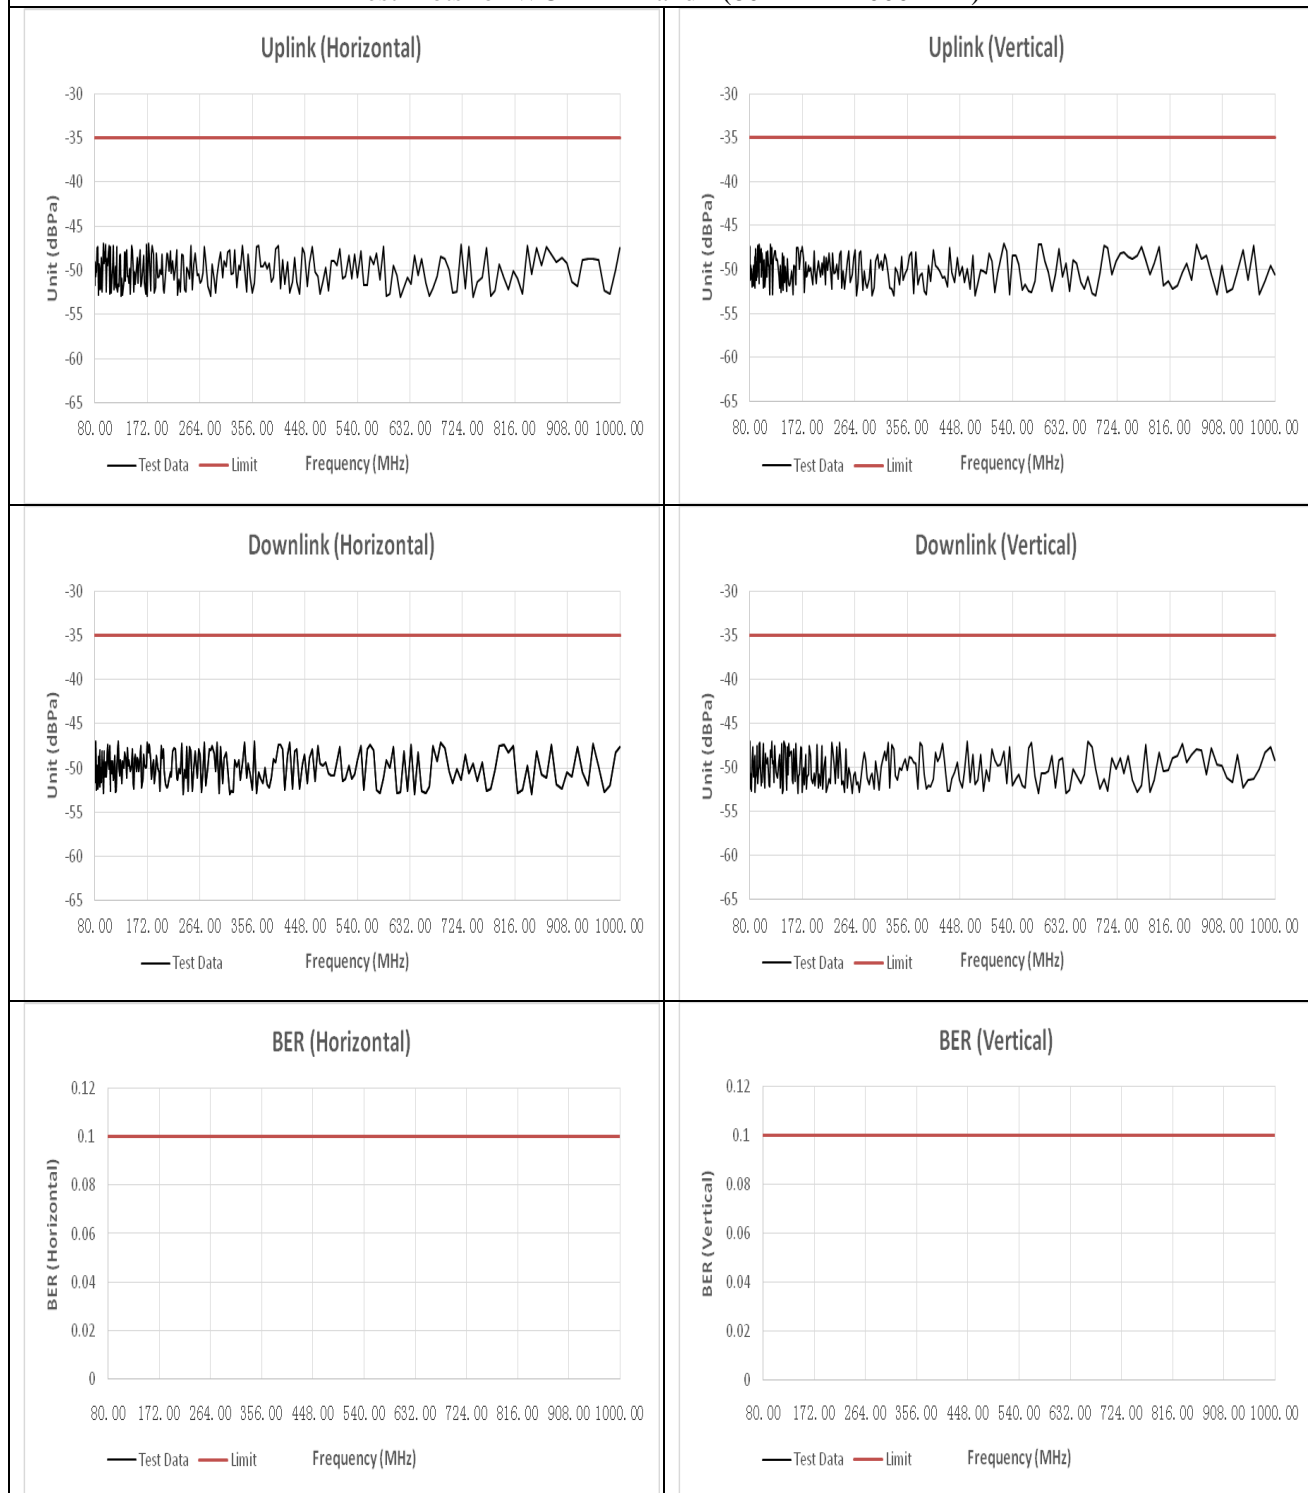 Uplink (Horizontal)
-30
-35
-40
-45
-50
-55
-60
-65
Unit (dBPa)
80.00 172.00 264.00 356.00 448.00 540.00 632.00 724.00 816.00 908.00 1000.00
Test Data Limit Frequency (MHz)
Uplink (Vertical)
-30
-35
-40
-45
-50
-55
-60
-65
Unit (dBPa)
80.00 172.00 264.00 356.00 448.00 540.00 632.00 724.00 816.00 908.00 1000.00
Test Data Limit Frequency (MHz)
Downlink (Horizontal)
-30
-35
-40
-45
-50
-55
-60
-65
Unit (dBPa)
80.00 172.00 264.00 356.00 448.00 540.00 632.00 724.00 816.00 908.00 1000.00
Test Data Frequency (MHz)
Downlink (Vertical)
-30
-35
-40
-45
-50
-55
-60
-65
Unit (dBPa)
80.00 172.00 264.00 356.00 448.00 540.00 632.00 724.00 816.00 908.00 1000.00
Test Data Limit Frequency (MHz)
BER (Horizontal)
0.12
0.1
0.08
0.06
0.04
0.02
0
BER (Horizontal)
80.00 172.00 264.00 356.00 448.00 540.00 632.00 724.00 816.00 908.00 1000.00
Test Data Limit Frequency (MHz)
BER (Vertical)
0.12
0.1
0.08
0.06
0.04
0.02
0
BER (Vertical)
80.00 172.00 264.00 356.00 448.00 540.00 632.00 724.00 816.00 908.00 1000.00
Test Data Limit Frequency (MHz)